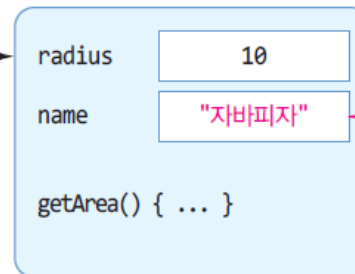 radius 10
name "자바피자"
getArea() { ... }